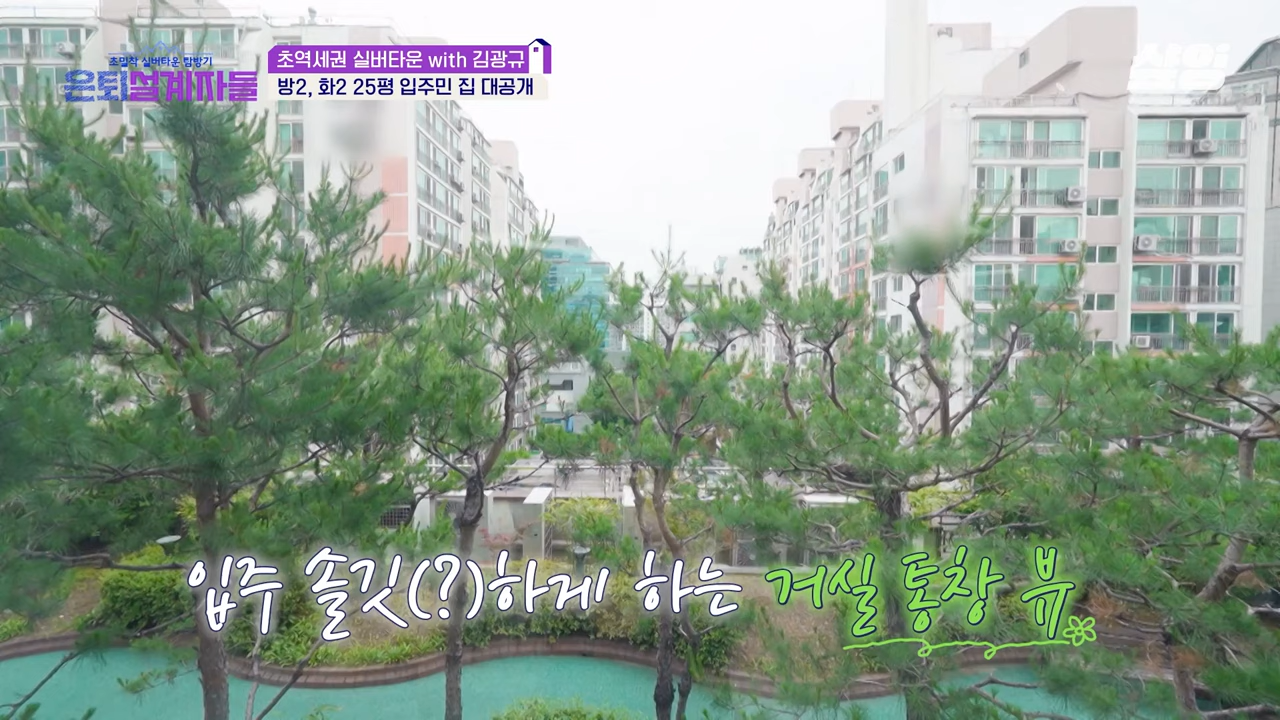 초밀착 실버타운 탐방기
은퇴설계자들
초역세권 실버타운 with 김광규
방2, 화2 25평 입주민 집 대공개
입주 솔깃(?)하게 하는 거실 통창 뷰